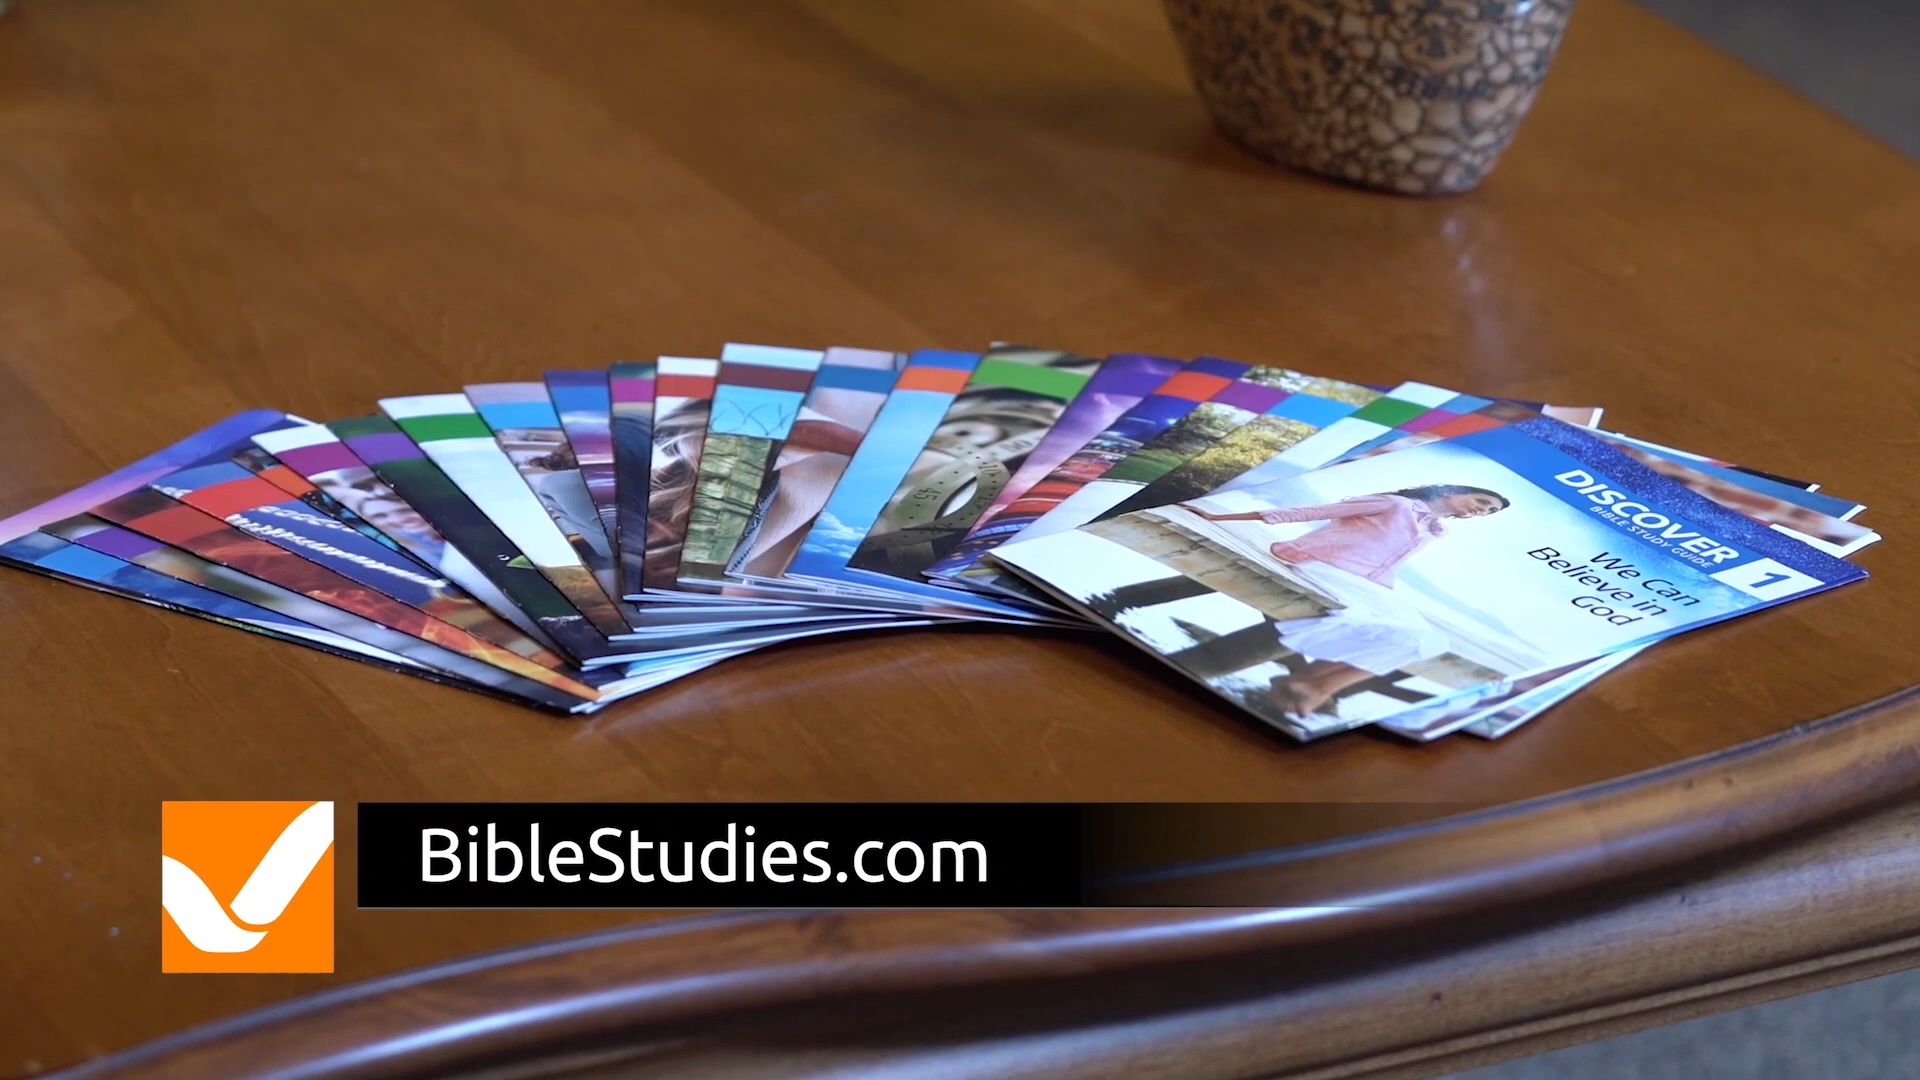 DISCOVER
BIBLE STUDY GUIDE
1
We Can
Believe in
God
BibleStudies.com